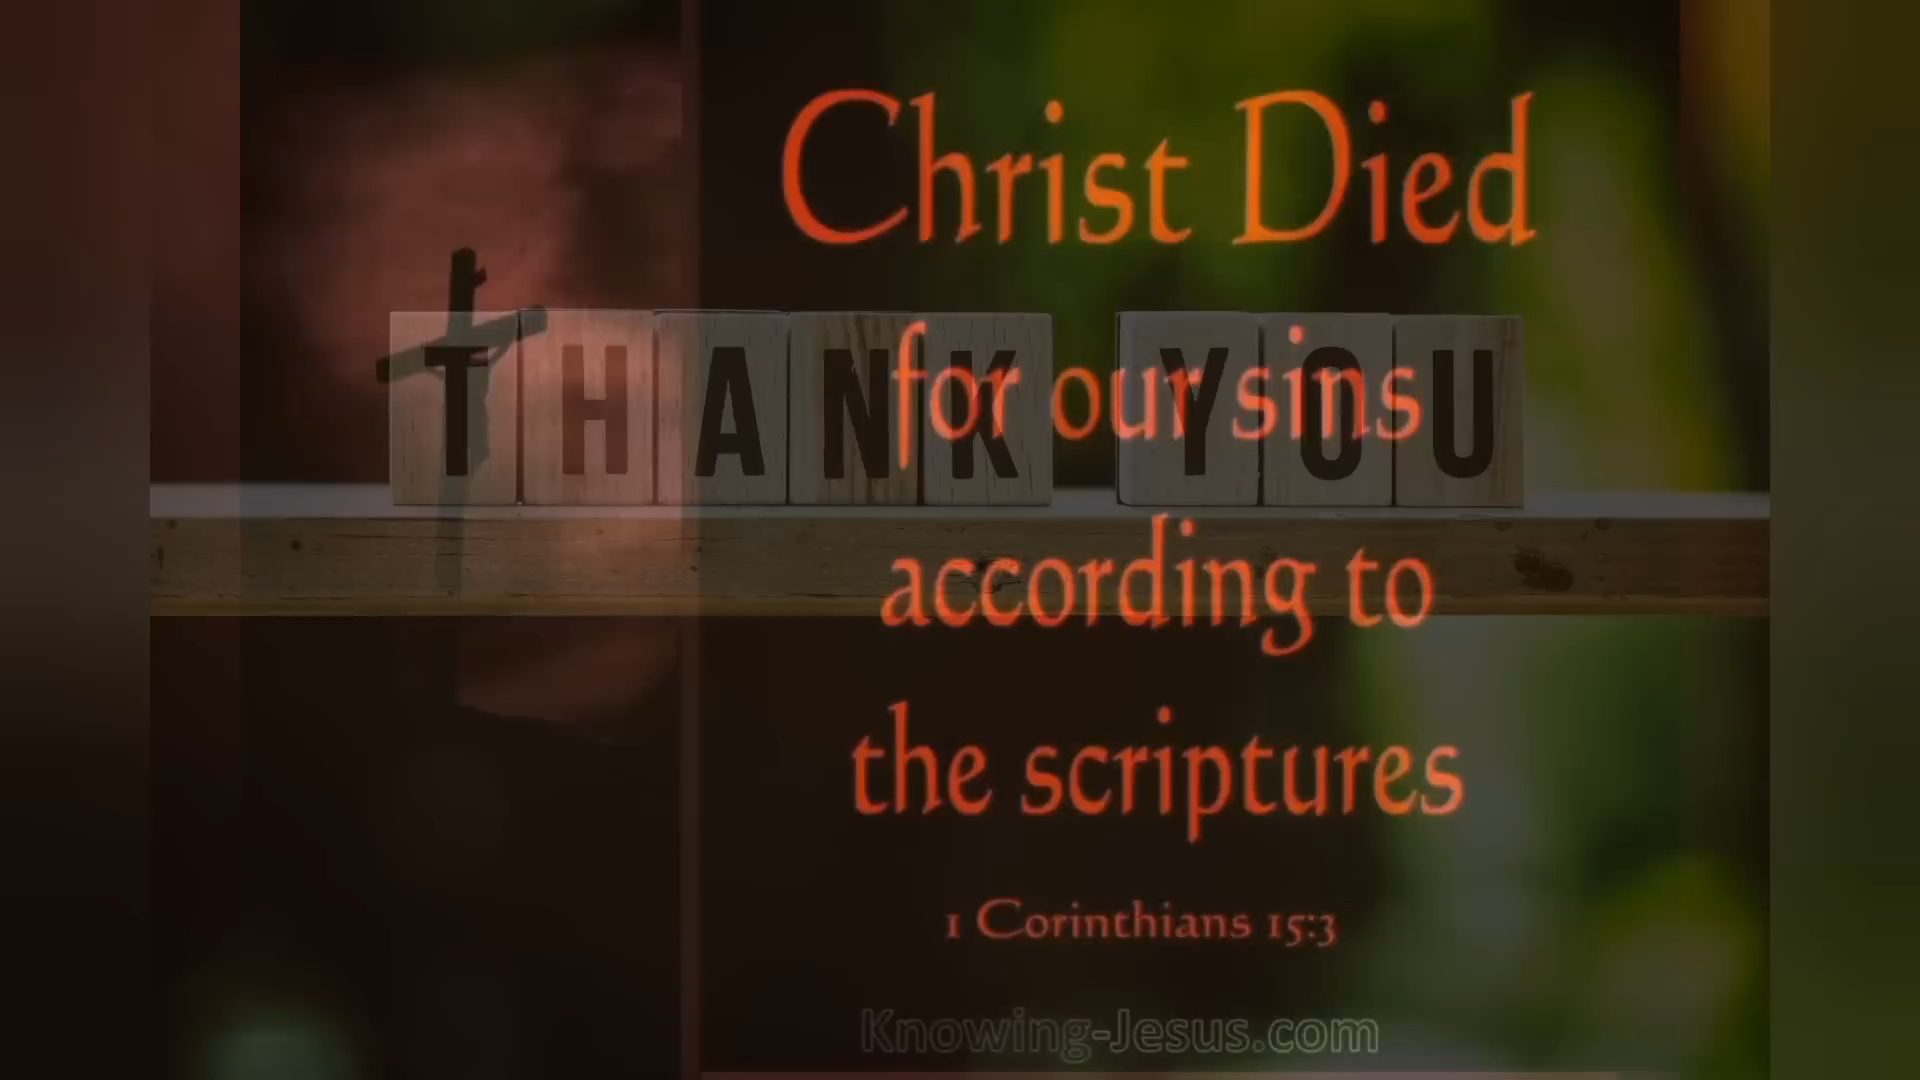 Christ Died
THANK YOU
for our sins
according to
the scriptures
1 Corinthians 15:3
Knowing-Jesus.com